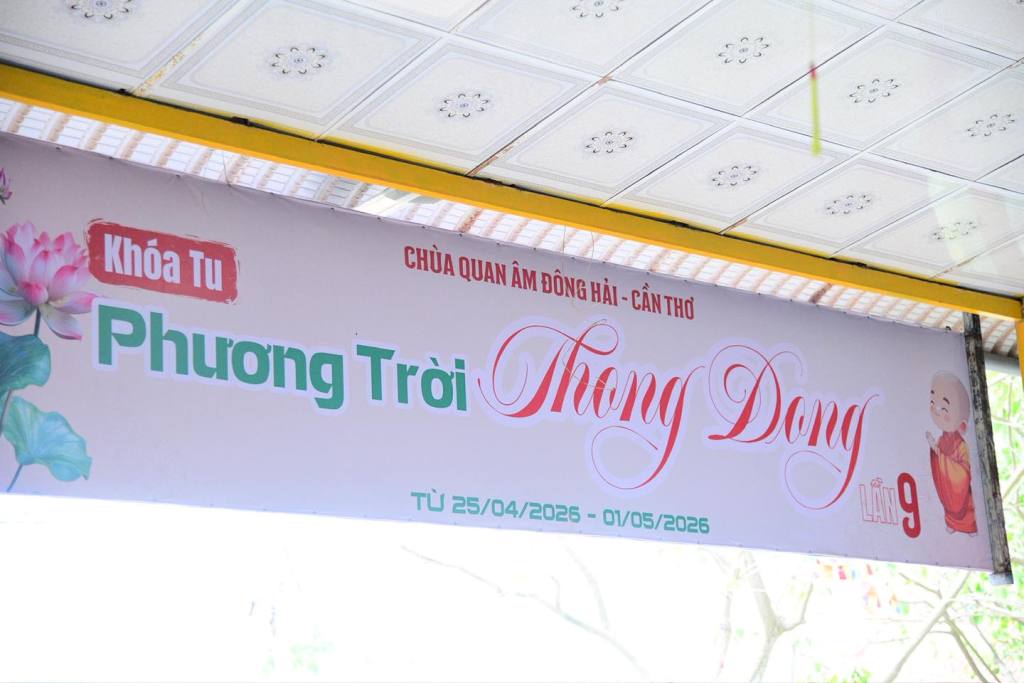 CHÙA QUAN ÂM ĐÔNG HẢI - CẦN THƠ
Khóa Tu
Phương Trời Thong Dong
LẦN 9
TỪ 25/04/2026 - 01/05/2026